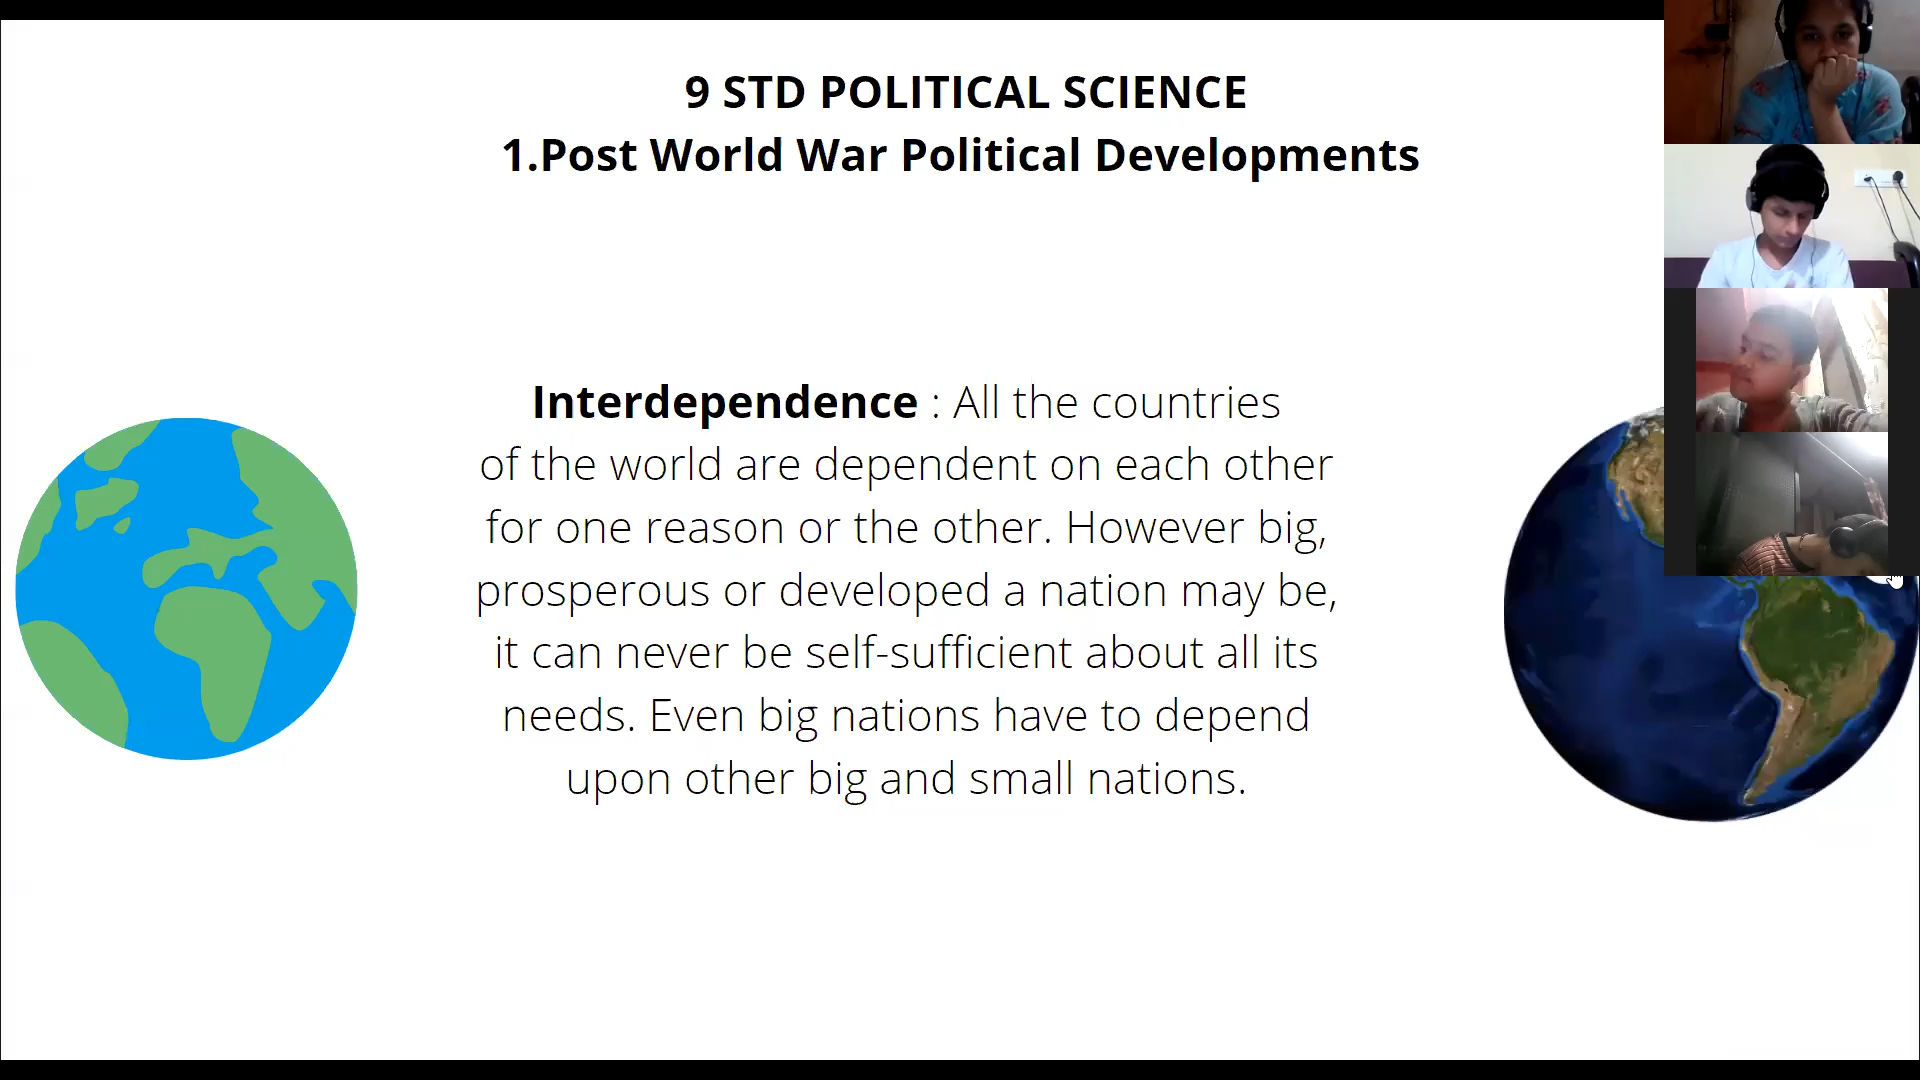 9 STD POLITICAL SCIENCE
1.Post World War Political Developments
Interdependence : All the countries
of the world are dependent on each other
for one reason or the other. However big,
prosperous or developed a nation may be,
it can never be self-sufficient about all its
needs. Even big nations have to depend
upon other big and small nations.